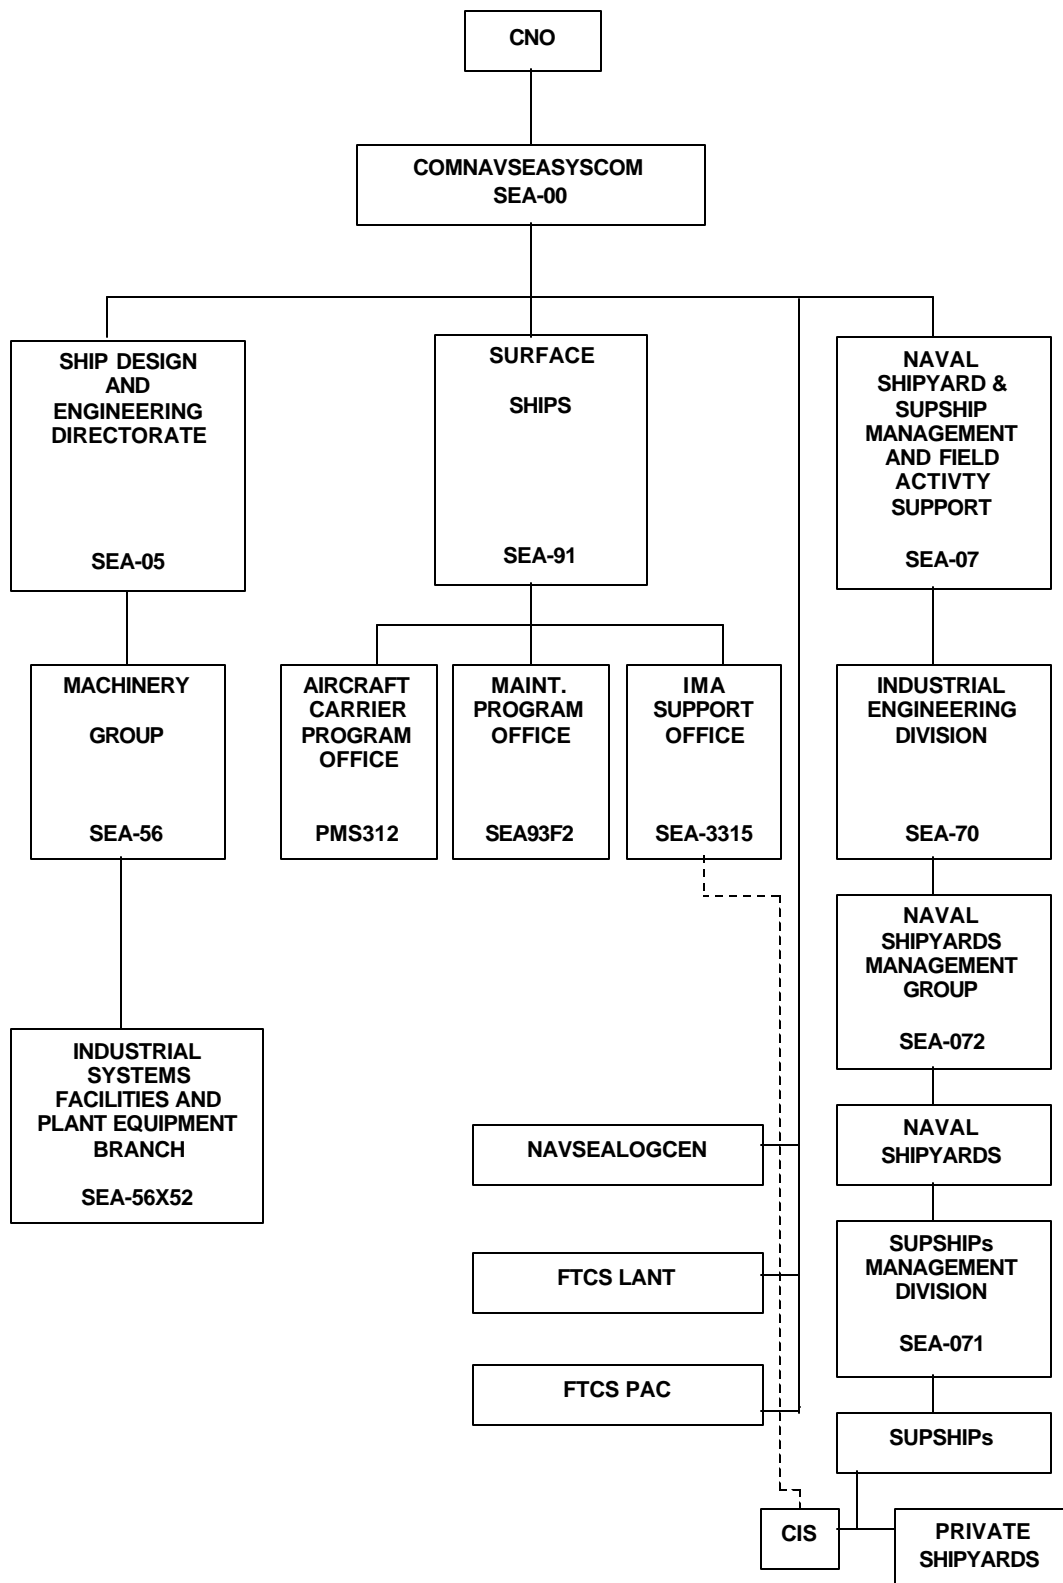 CNO
COMNAVSEASYSCOM
SEA-00
SHIP DESIGN
AND
ENGINEERING
DIRECTORATE
SEA-05
SURFACE
SHIPS
SEA-91
NAVAL
SHIPYARD &
SUPSHIP
MANAGEMENT
AND FIELD
ACTIVTY
SUPPORT
SEA-07
MACHINERY
GROUP
SEA-56
AIRCRAFT
CARRIER
PROGRAM
OFFICE
PMS312
MAINT.
PROGRAM
OFFICE
SEA93F2
IMA
SUPPORT
OFFICE
SEA-3315
INDUSTRIAL
ENGINEERING
DIVISION
SEA-70
NAVAL
SHIPYARDS
MANAGEMENT
GROUP
SEA-072
INDUSTRIAL
SYSTEMS
FACILITIES AND
PLANT EQUIPMENT
BRANCH
SEA-56X52
NAVSEALOGCEN
NAVAL
SHIPYARDS
FTCS LANT
SUPSHIPs
MANAGEMENT
DIVISION
SEA-071
FTCS PAC
SUPSHIPs
CIS
PRIVATE
SHIPYARDS